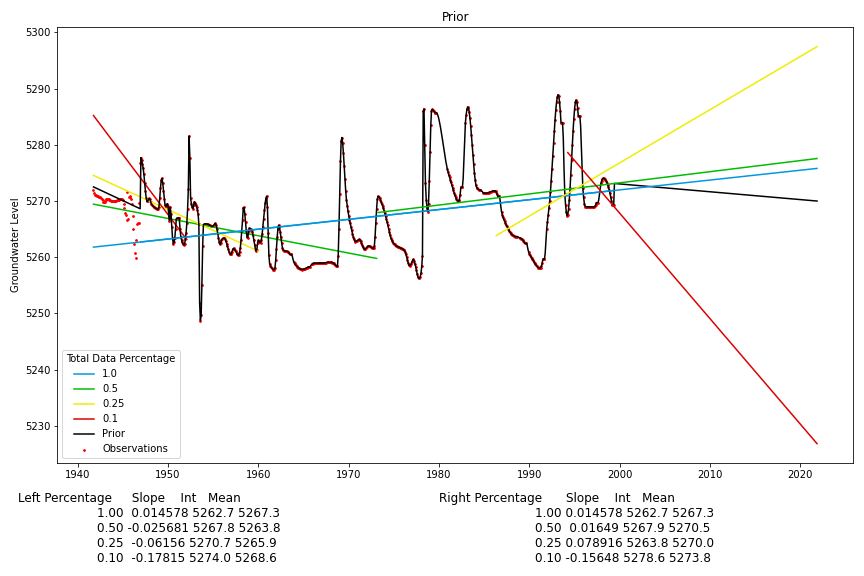 Prior
Groundwater Level
5300
5290
5280
5270
5260
5250
5240
5230
Total Data Percentage
1.0
0.5
0.25
0.1
Prior
Observations
1940 1950 1960 1970 1980 1990 2000 2010 2020
Left Percentage Slope Int Mean
1.00 0.014578 5262.7 5267.3
0.50 -0.025681 5267.8 5263.8
0.25 -0.06156 5270.7 5265.9
0.10 -0.17815 5274.0 5268.6
Right Percentage Slope Int Mean
1.00 0.014578 5262.7 5267.3
0.50 0.01649 5267.9 5270.5
0.25 0.078916 5263.8 5270.0
0.10 -0.15648 5278.6 5273.8